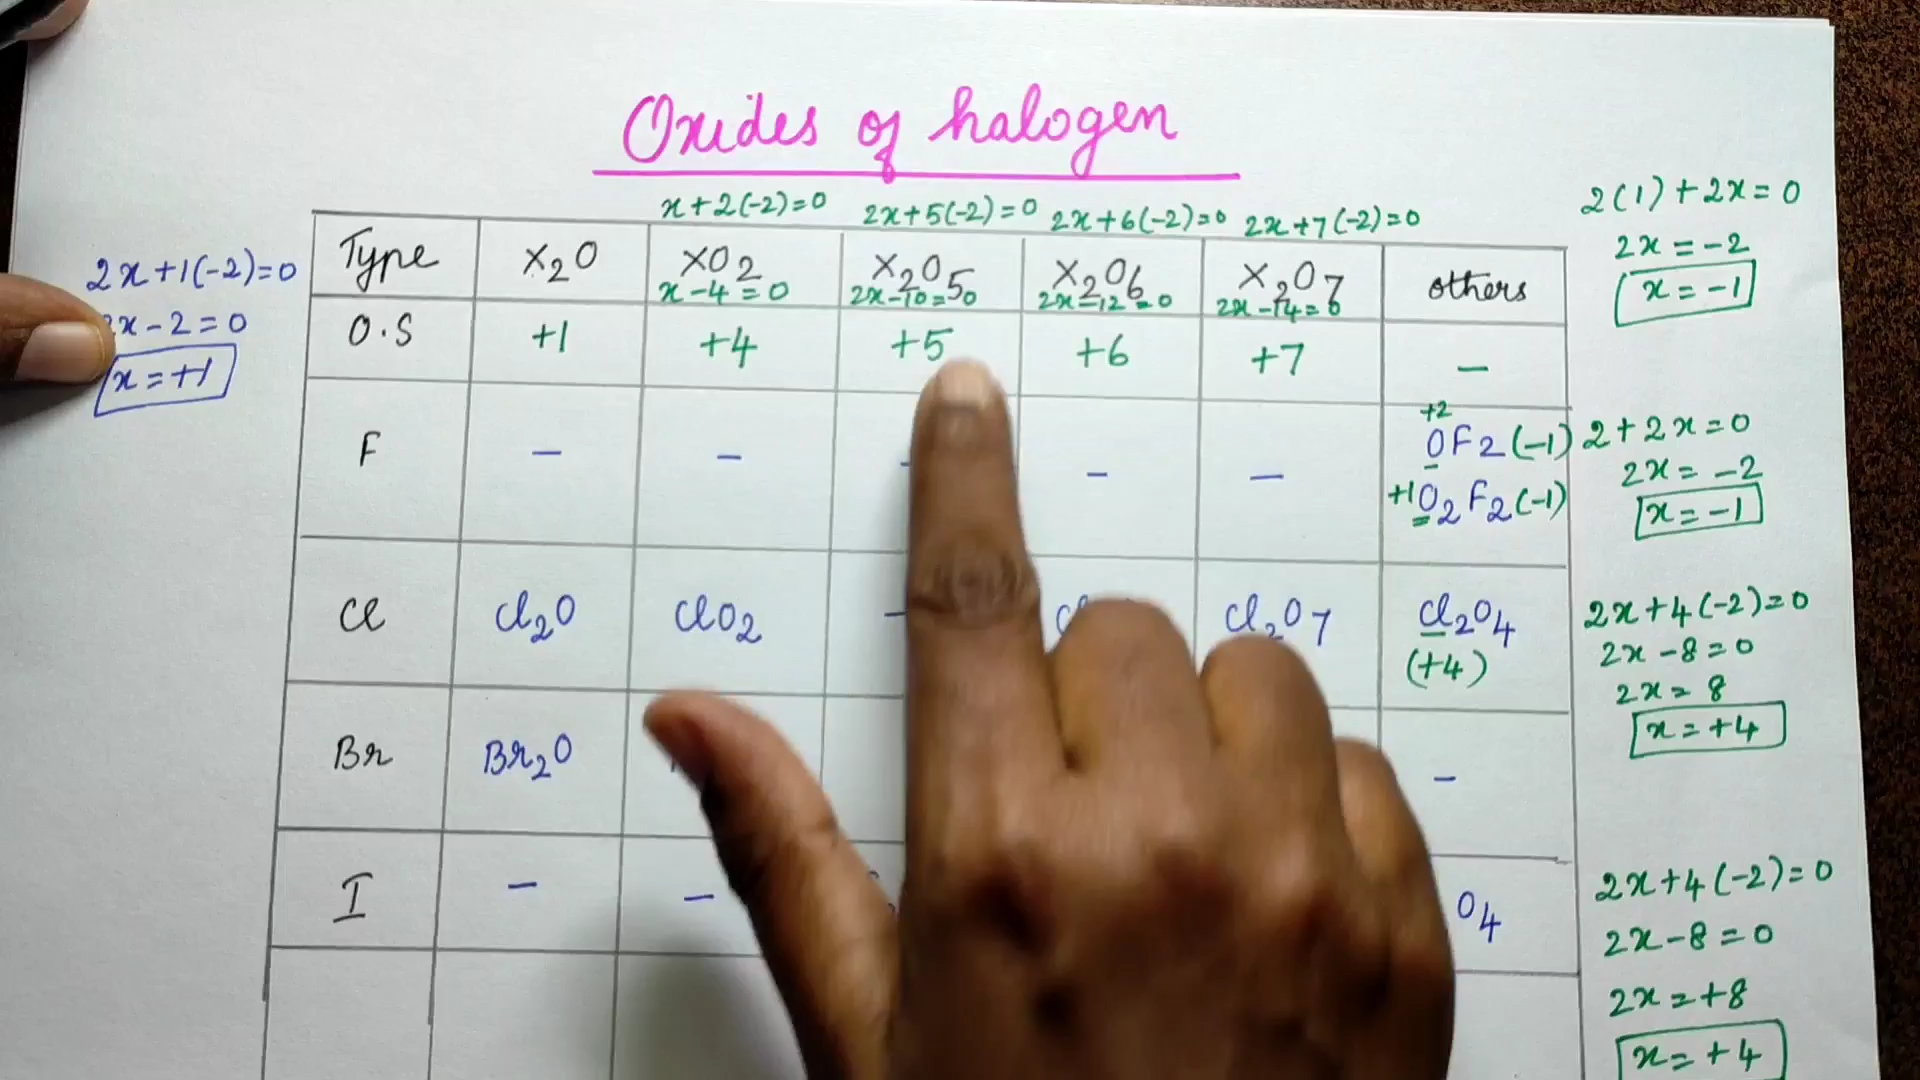 Oxides of halogen
x+2(-2)=0 2x+5(-2)=0 2x+6(-2)=0 2x+7(-2)=0
Type X2O XO2 X2O5 X2O6 X2O7 others
x-4=0 2x-10=0 2x-12=0 2x-14=0
O.S +1 +4 +5 +6 +7 -
F - - - - +2 OF2(-1)
+1O2F2(-1)
Cl Cl2O ClO2 - Cl2O7 Cl2O4
(+4)
Br Br2O -
I - - O4
2x+1(-2)=0
2x-2=0
x=+1
2(1)+2x=0
2x=-2
x=-1
2+2x=0
2x=-2
x=-1
2x+4(-2)=0
2x-8=0
2x=8
x=+4
2x+4(-2)=0
2x-8=0
2x=+8
x=+4